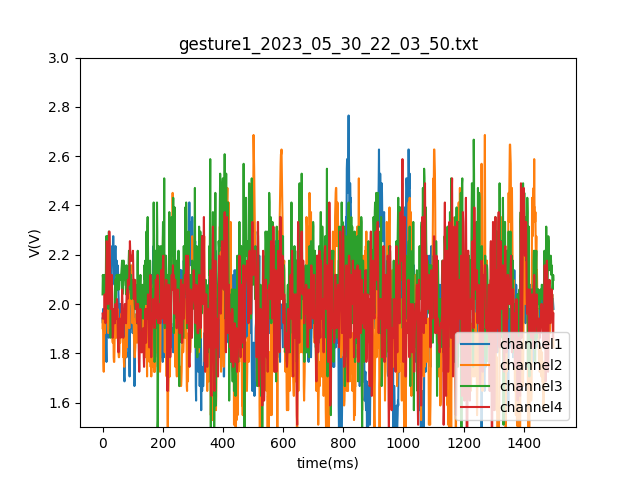 gesture1_2023_05_30_22_03_50.txt
3.0
2.8
2.6
2.4
2.2
2.0
1.8
1.6
V(V)
channel1
channel2
channel3
channel4
0 200 400 600 800 1000 1200 1400
time(ms)